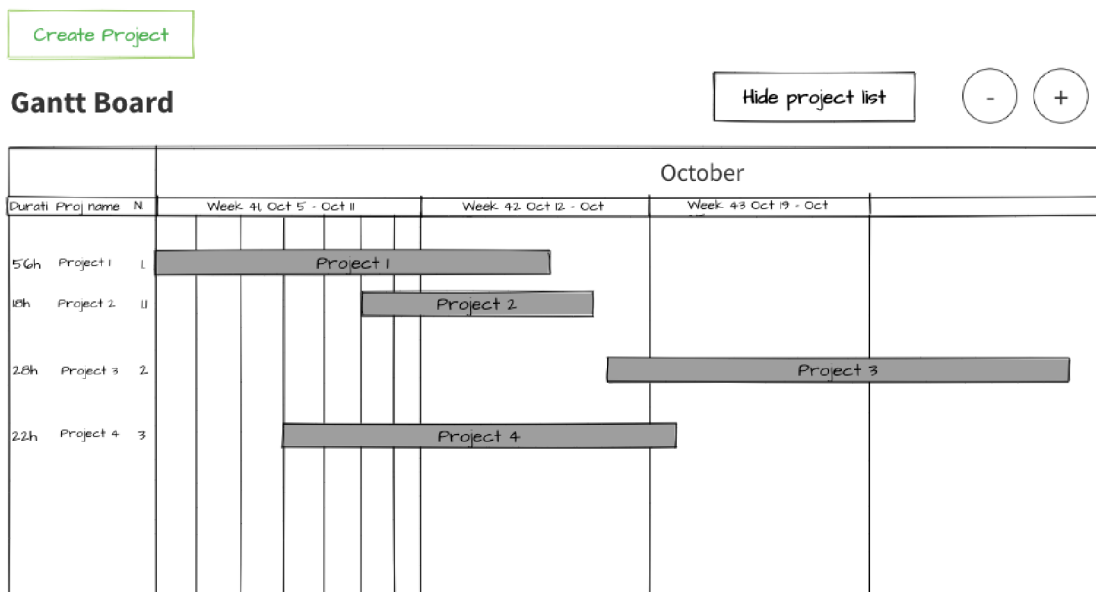 Create Project
Gantt Board
Hide project list
-
+
October
Durati Proj name N
Week 41, Oct 5 - Oct 11
Week 42 Oct 12 - Oct
Week 43 Oct 19 - Oct
56h Project 1 1.
Project 1
18h Project 2 1.1
Project 2
28h Project 3 2
Project 3
22h Project 4 3
Project 4